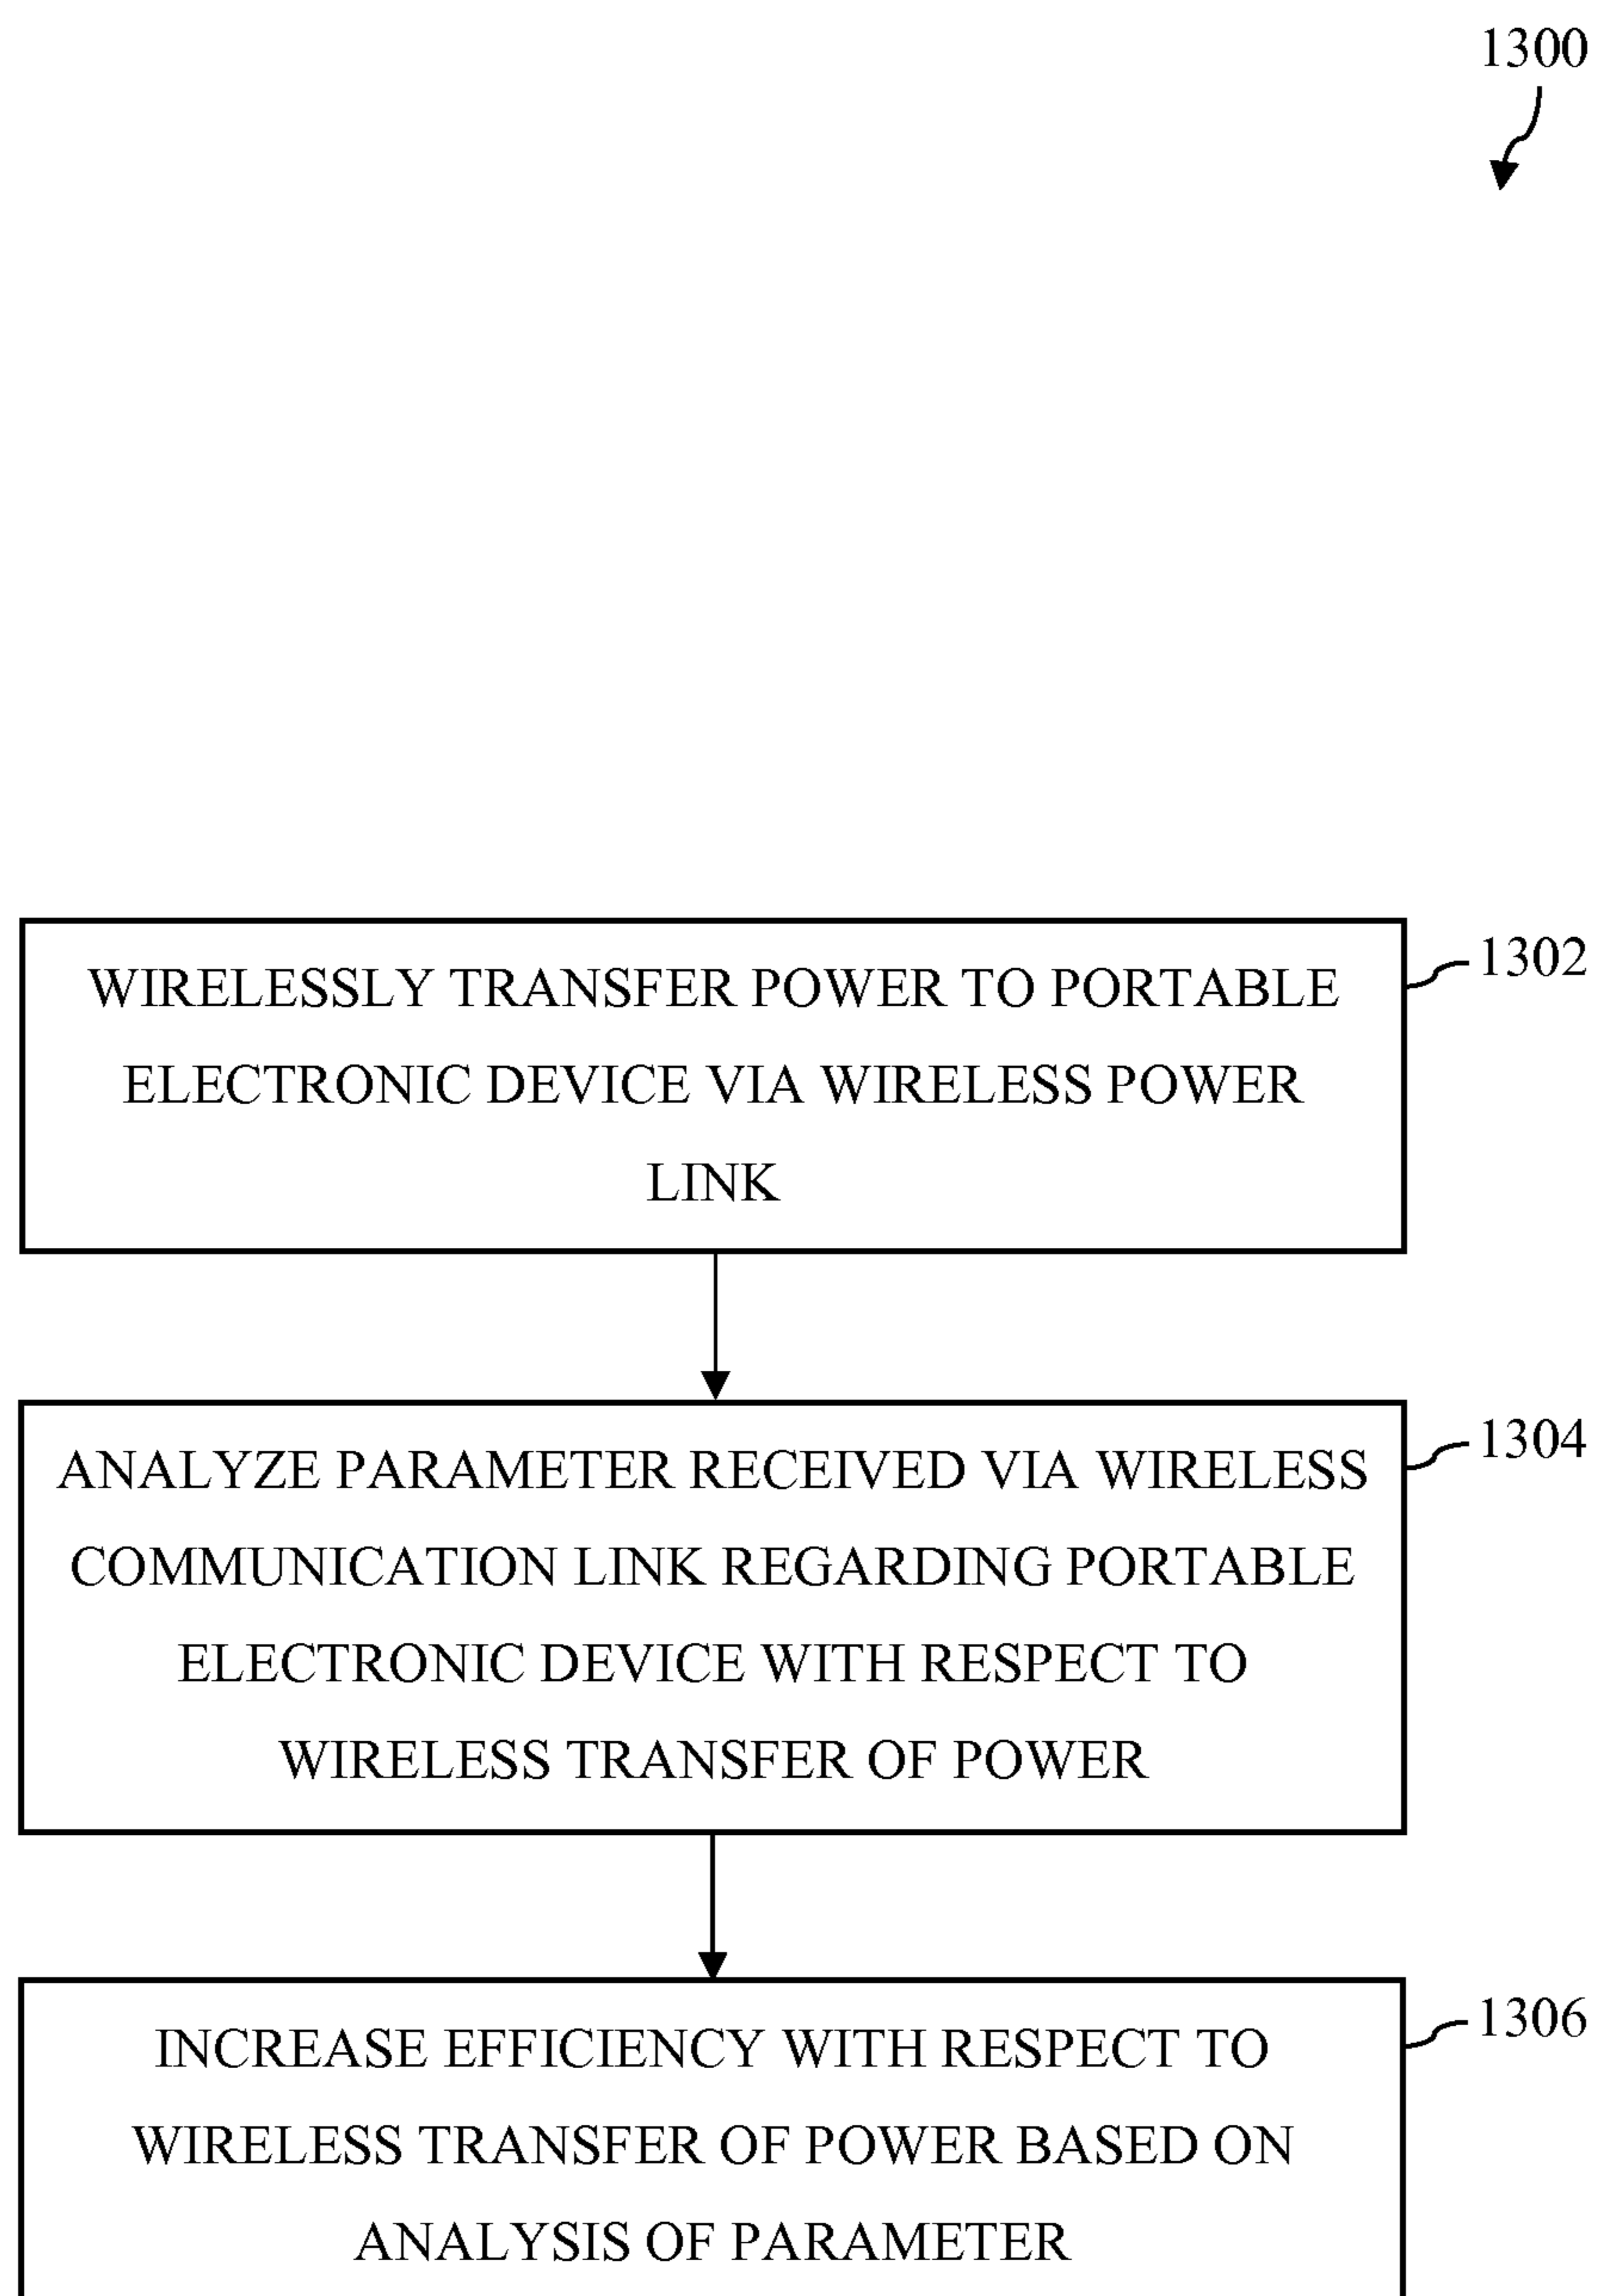 1300
WIRELESSLY TRANSFER POWER TO PORTABLE
ELECTRONIC DEVICE VIA WIRELESS POWER
LINK
1302
ANALYZE PARAMETER RECEIVED VIA WIRELESS
COMMUNICATION LINK REGARDING PORTABLE
ELECTRONIC DEVICE WITH RESPECT TO
WIRELESS TRANSFER OF POWER
1304
INCREASE EFFICIENCY WITH RESPECT TO
WIRELESS TRANSFER OF POWER BASED ON
ANALYSIS OF PARAMETER
1306